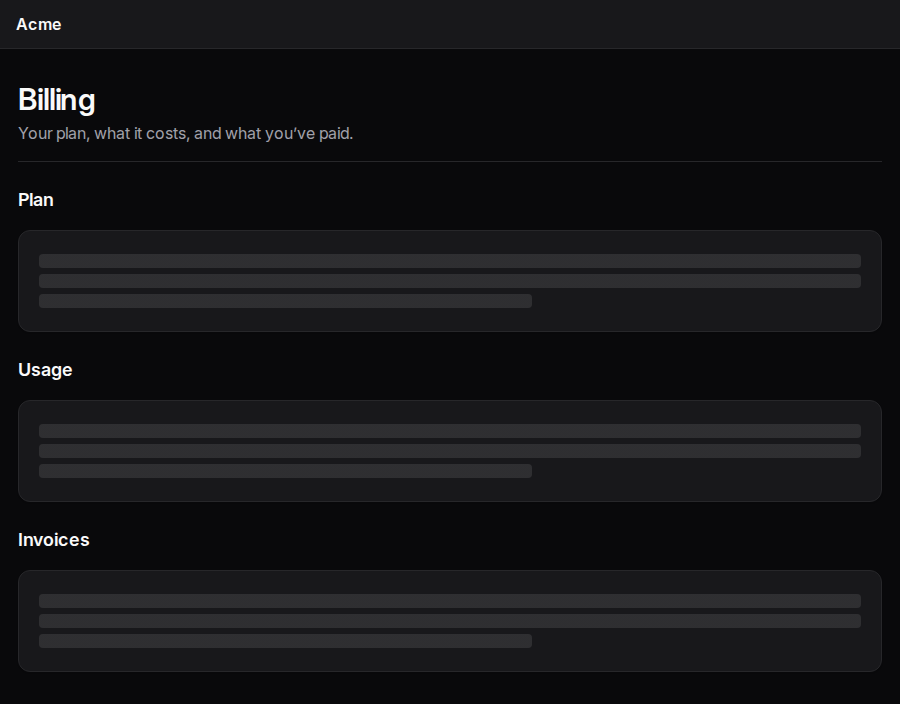 Acme
Billing
Your plan, what it costs, and what you've paid.
Plan
Usage
Invoices